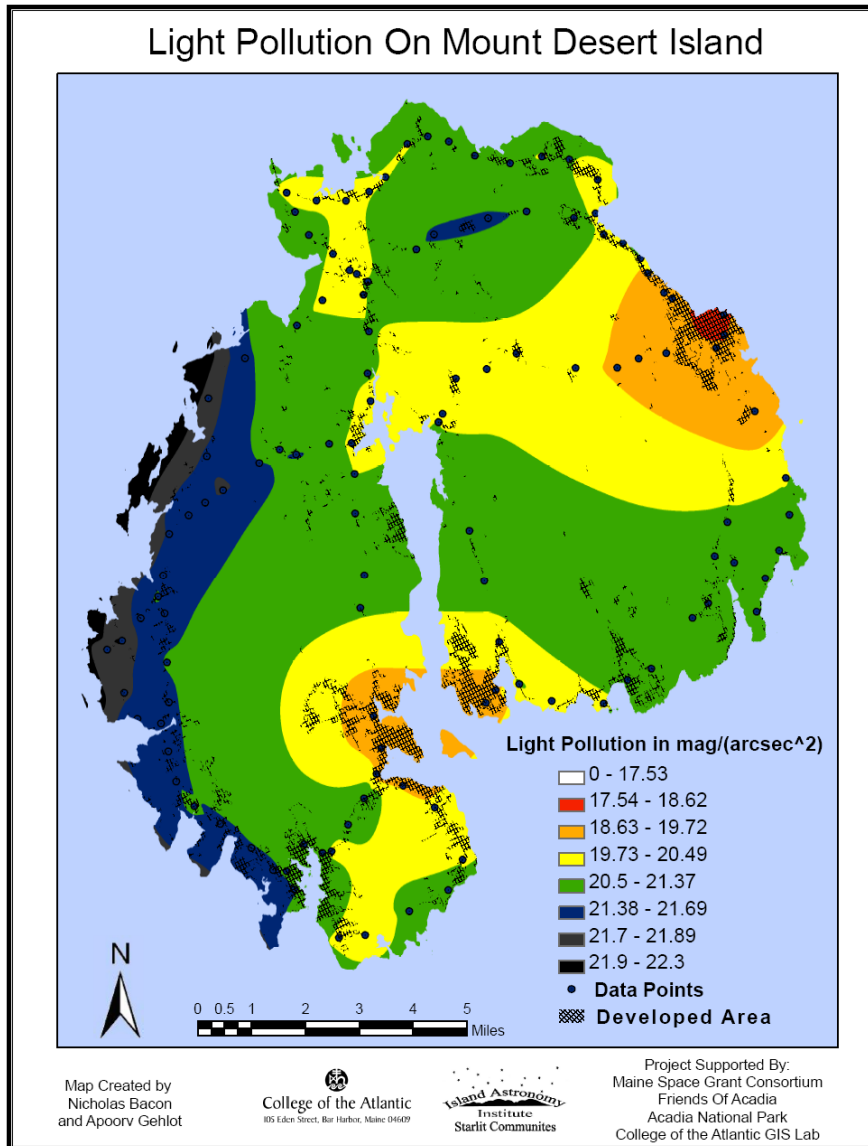 Light Pollution On Mount Desert Island
Light Pollution in mag/(arcsec^2)
0 - 17.53
17.54 - 18.62
18.63 - 19.72
19.73 - 20.49
20.5 - 21.37
21.38 - 21.69
21.7 - 21.89
21.9 - 22.3
Data Points
Developed Area
N
0 0.5 1 2 3 4 5
Miles
Map Created by
Nicholas Bacon
and Apoorv Gehlot
College of the Atlantic
105 Eden Street, Bar Harbor, Maine 04609
Island Astronomy
Institute
Starlit Communites
Project Supported By:
Maine Space Grant Consortium
Friends Of Acadia
Acadia National Park
College of the Atlantic GIS Lab